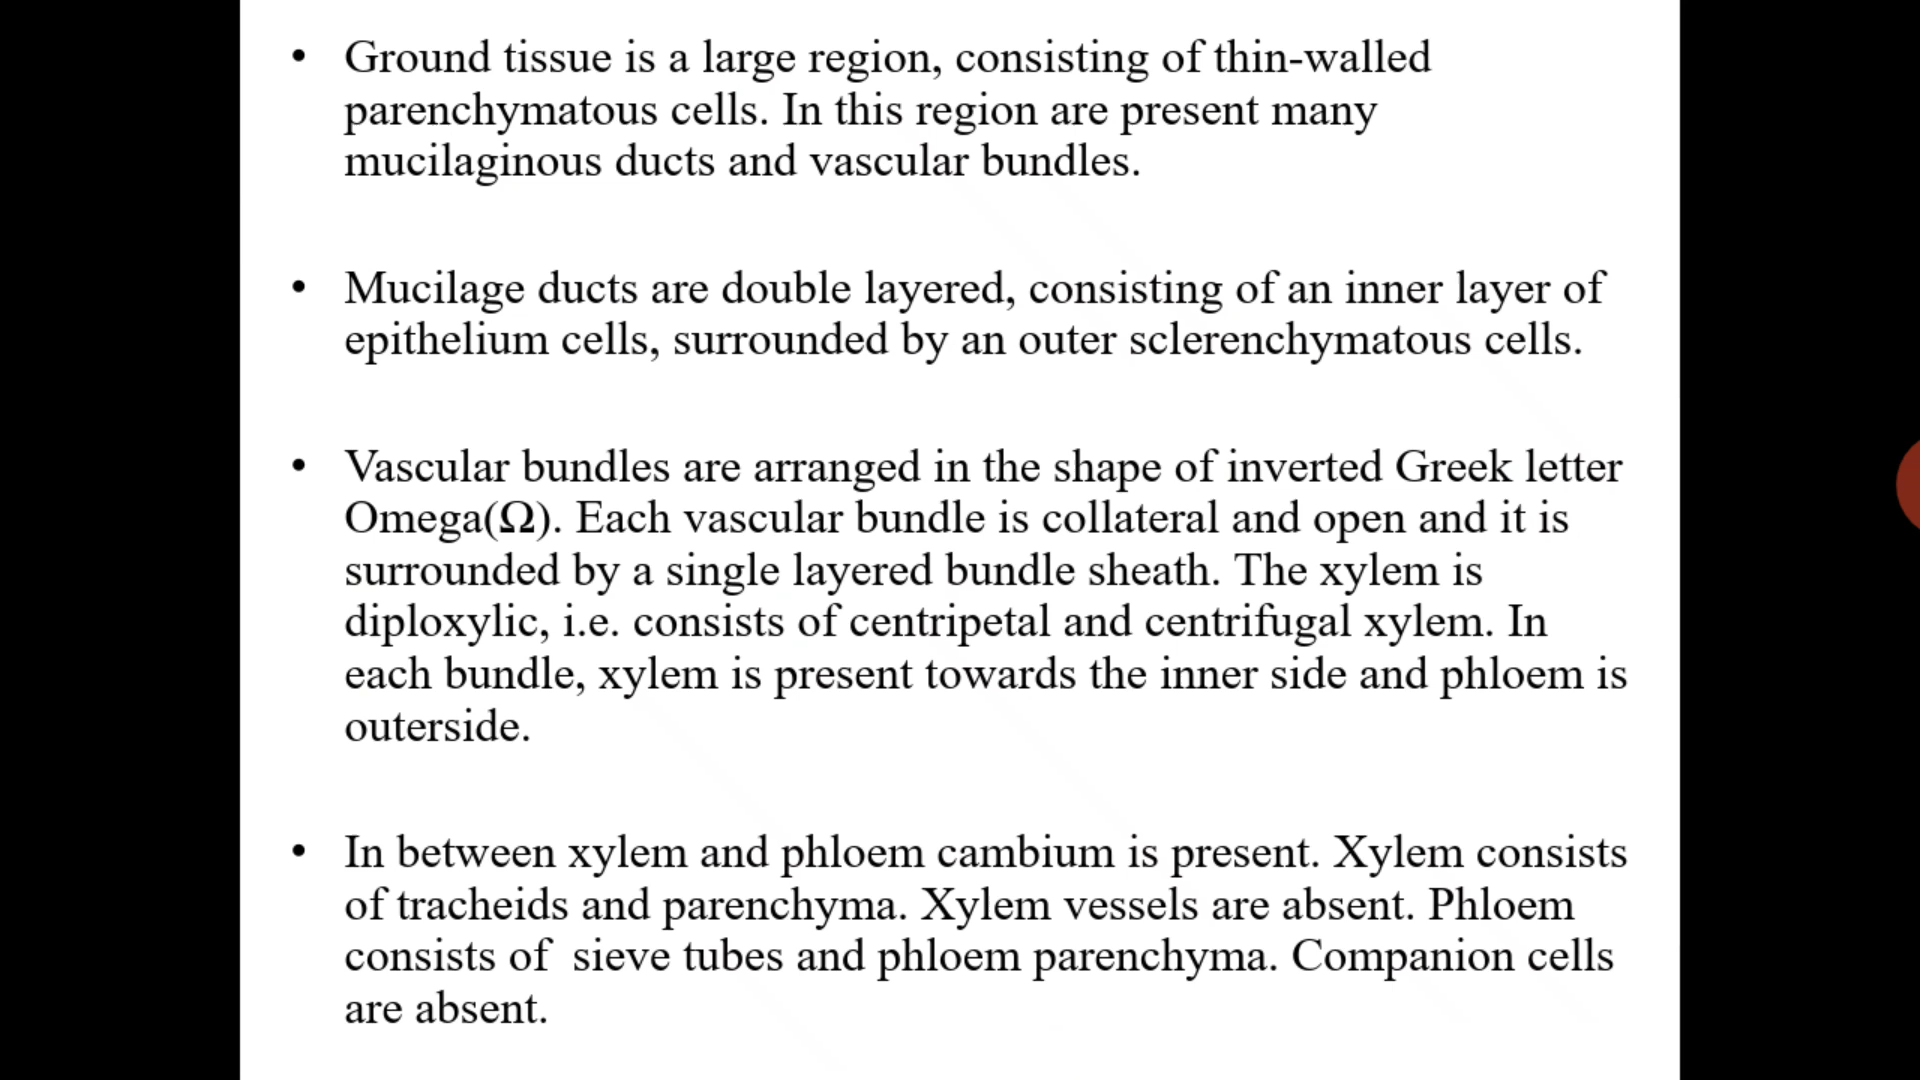 • Ground tissue is a large region, consisting of thin-walled
parenchymatous cells. In this region are present many
mucilaginous ducts and vascular bundles.
• Mucilage ducts are double layered, consisting of an inner layer of
epithelium cells, surrounded by an outer sclerenchymatous cells.
• Vascular bundles are arranged in the shape of inverted Greek letter
Omega(Ω). Each vascular bundle is collateral and open and it is
surrounded by a single layered bundle sheath. The xylem is
diploxylic, i.e. consists of centripetal and centrifugal xylem. In
each bundle, xylem is present towards the inner side and phloem is
outerside.
• In between xylem and phloem cambium is present. Xylem consists
of tracheids and parenchyma. Xylem vessels are absent. Phloem
consists of  sieve tubes and phloem parenchyma. Companion cells
are absent.